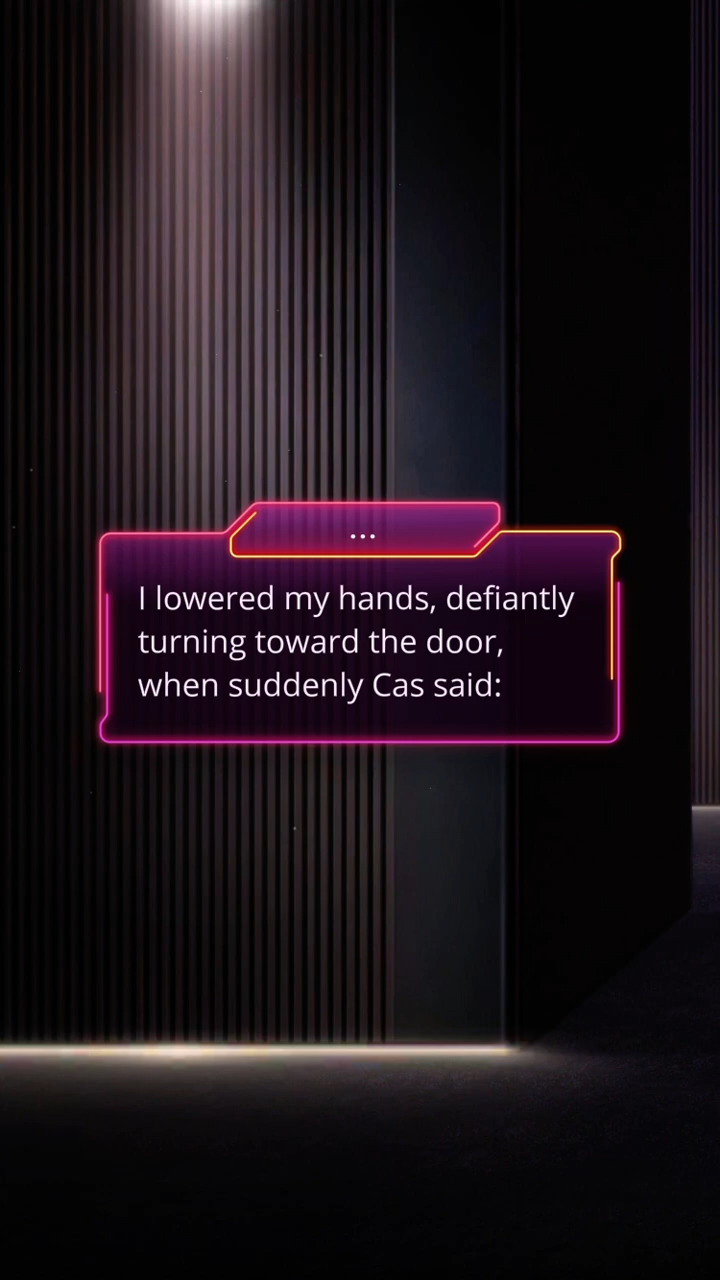 ...
I lowered my hands, defiantly
turning toward the door,
when suddenly Cas said: